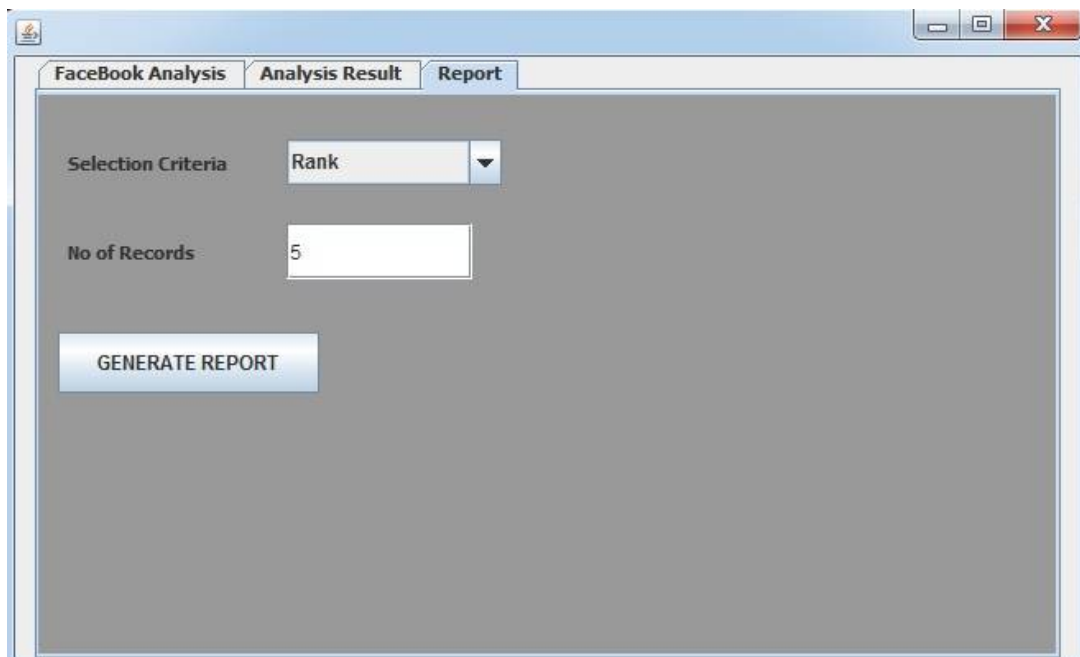 FaceBook Analysis Analysis Result Report
Selection Criteria Rank
No of Records 5
GENERATE REPORT